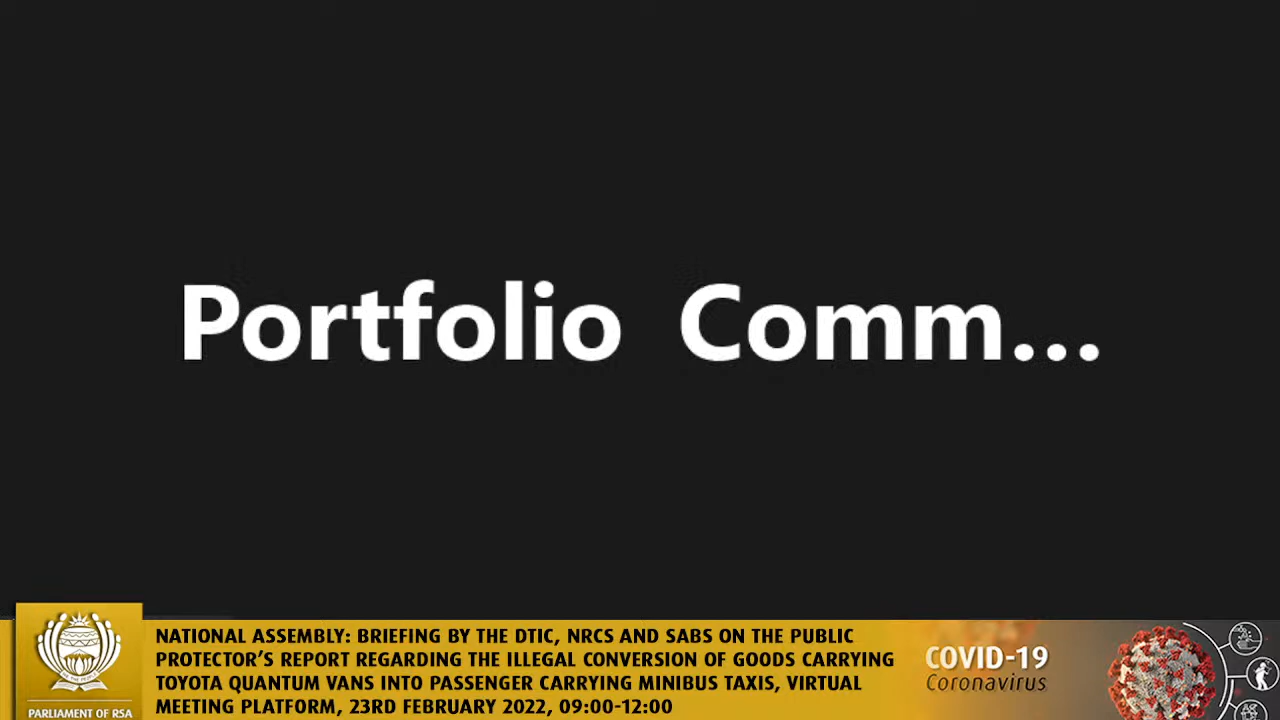 Portfolio Comm...
NATIONAL ASSEMBLY: BRIEFING BY THE DTIC, NRCS AND SABS ON THE PUBLIC
PROTECTOR'S REPORT REGARDING THE ILLEGAL CONVERSION OF GOODS CARRYING
TOYOTA QUANTUM VANS INTO PASSENGER CARRYING MINIBUS TAXIS, VIRTUAL
MEETING PLATFORM, 23RD FEBRUARY 2022, 09:00-12:00
PARLIAMENT OF RSA
COVID-19
Coronavirus